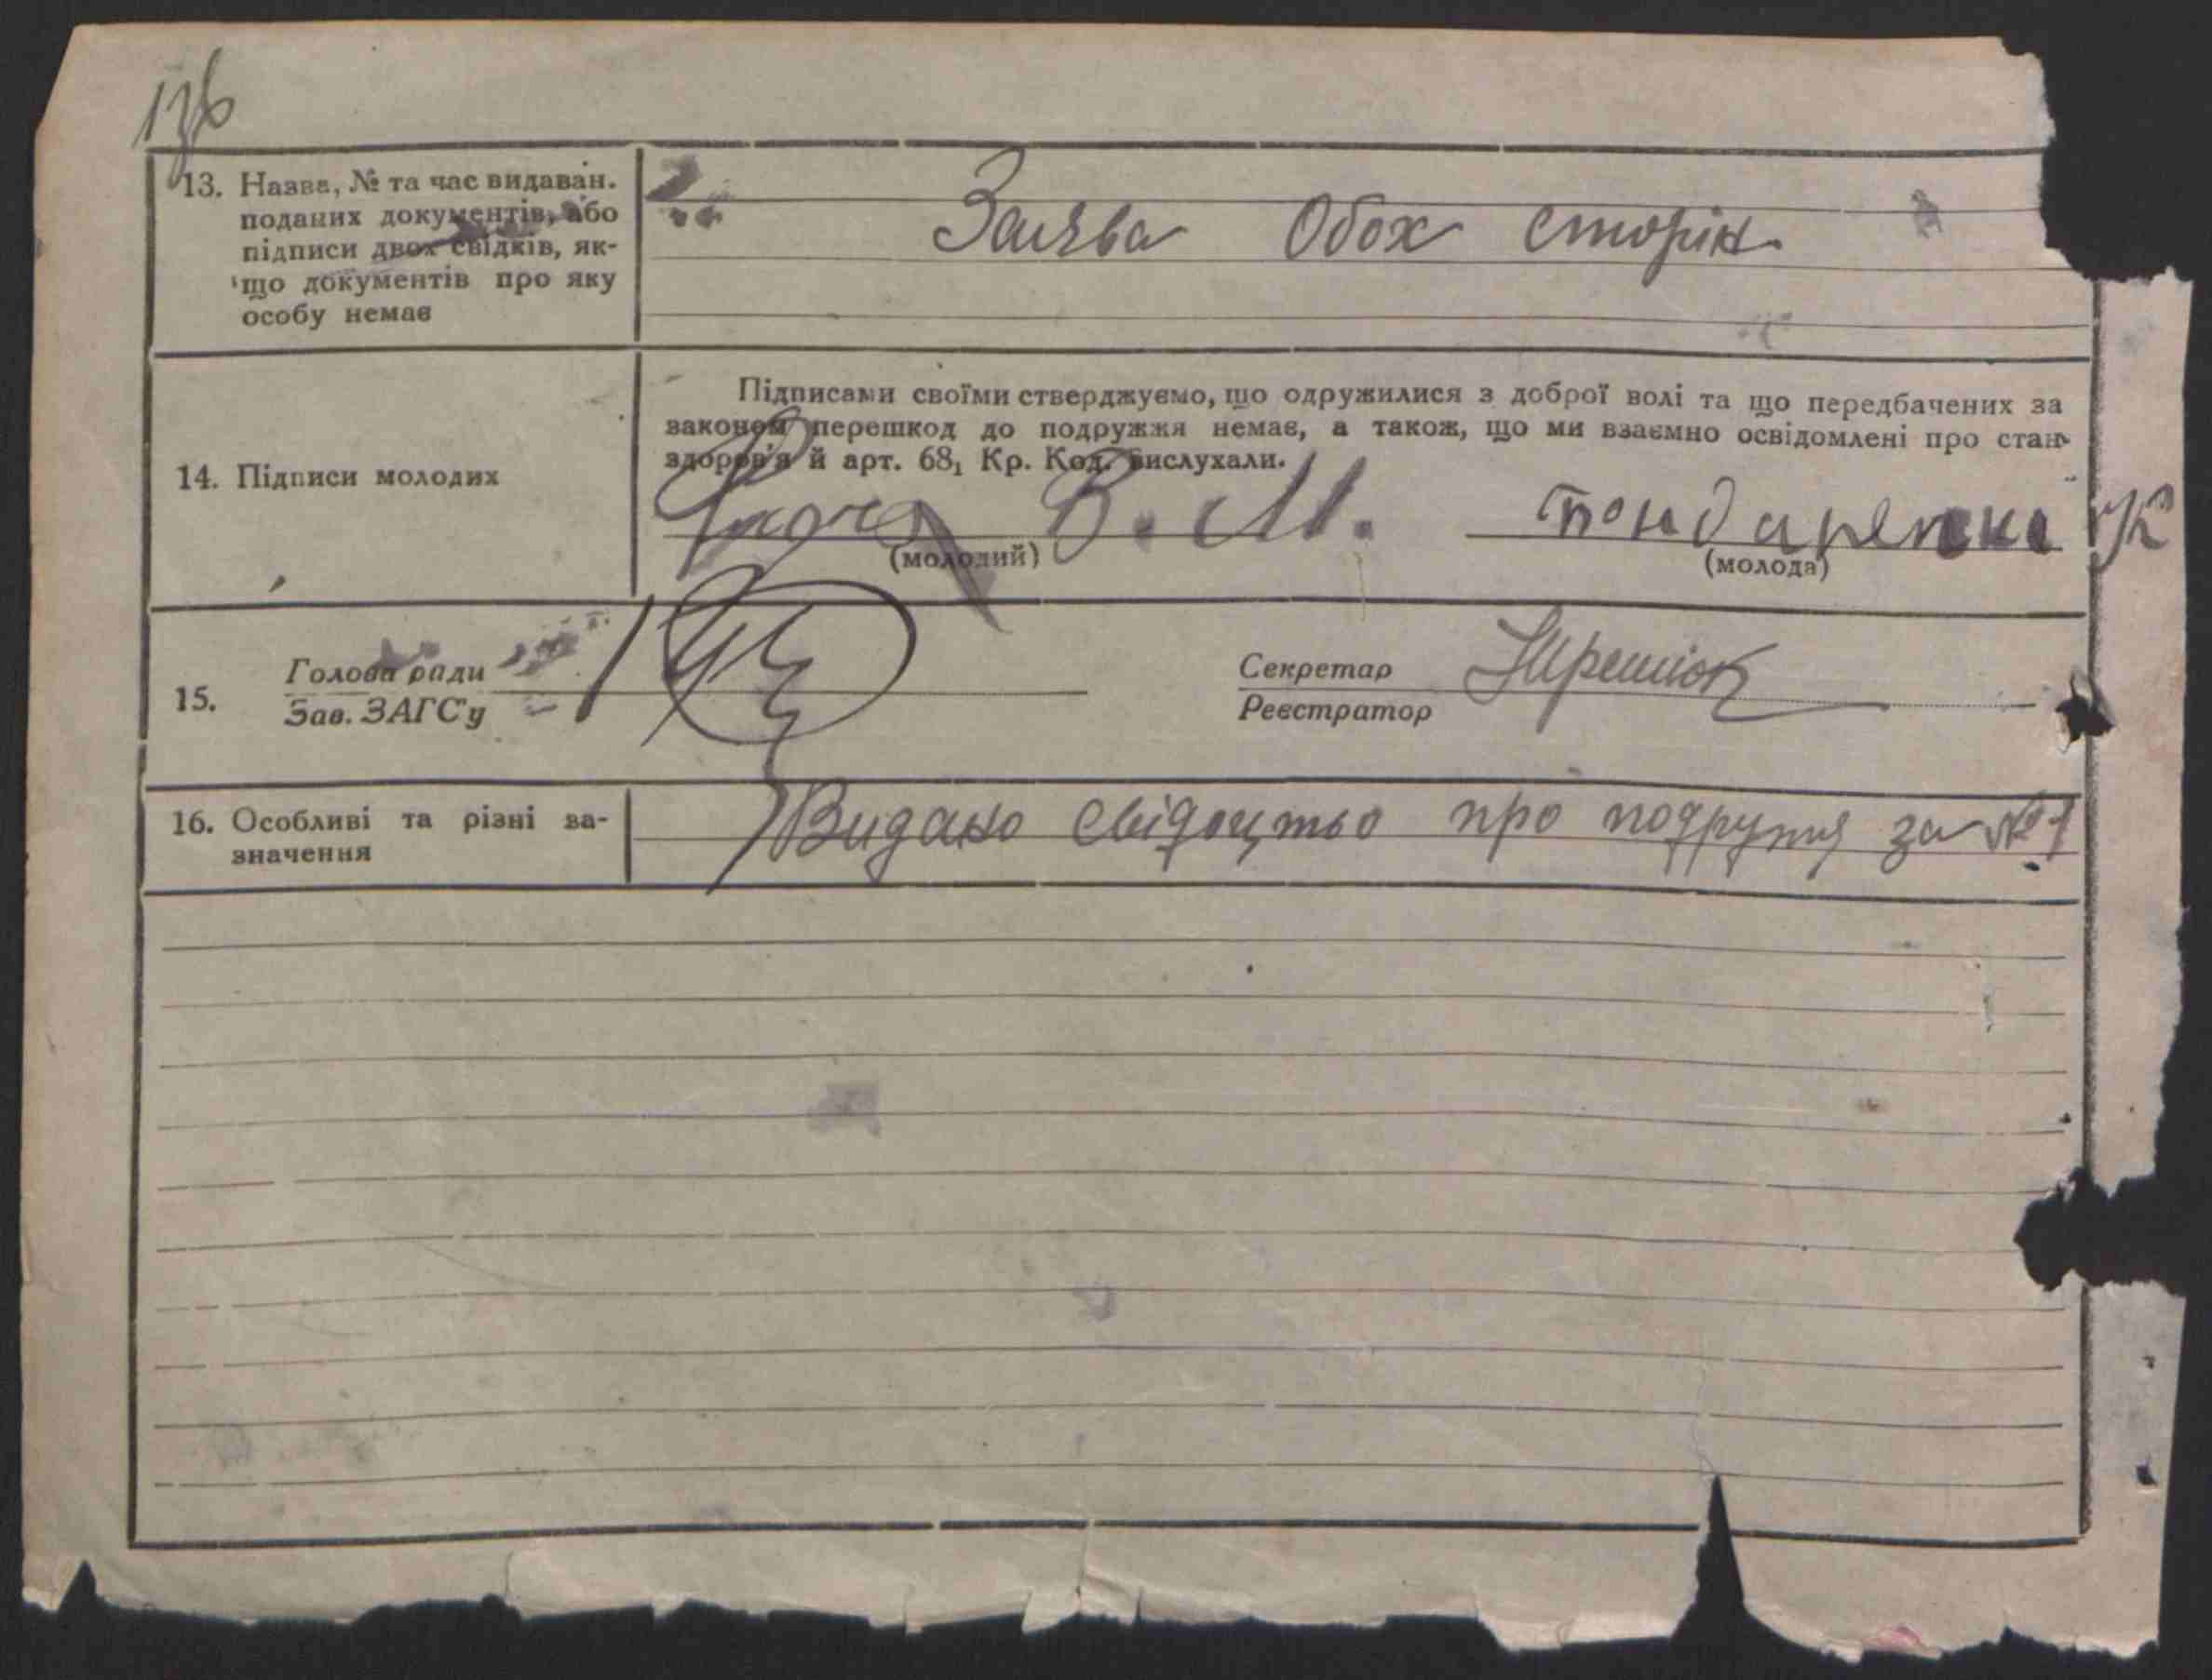 13. Назва, № та час видаван.
поданих документів, або
підписи двох свідків, як-
що документів про яку
особу немає
Заява Обох сторін
14. Підписи молодих
Підписами своїми стверджуємо, що одружилися з доброї волі та що передбачених за
законом перешкод до подружжя немає, а також, що ми взаємно освідомлені про стан
здоров'я й арт. 68₁ Кр. Код. вислухали.
В. М.
(молодий)
(молода)
15.
Голова ради
Зав. ЗАГС'у
Секретар
Реєстратор
16. Особливі та різні за-
значення
Видано свідоцтво про подружжя за №1